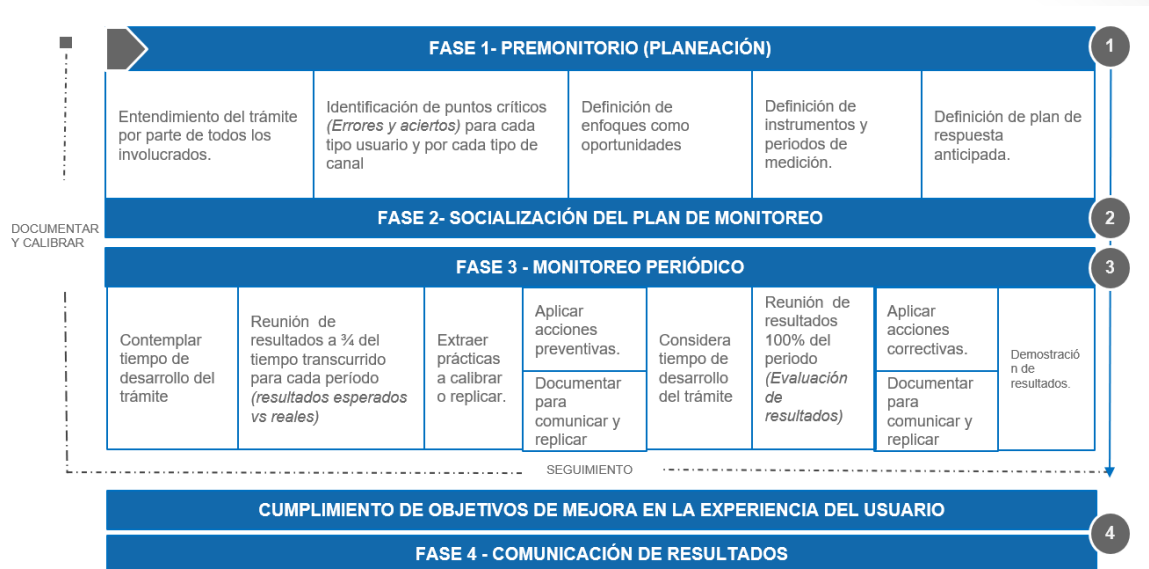 FASE 1- PREMONITORIO (PLANEACIÓN)
1
Entendimiento del trámite
por parte de todos los
involucrados.
Identificación de puntos críticos
(Errores y aciertos) para cada
tipo usuario y por cada tipo de
canal
Definición de
enfoques como
oportunidades
Definición de
instrumentos y
periodos de
medición.
Definición de plan de
respuesta
anticipada.
FASE 2- SOCIALIZACIÓN DEL PLAN DE MONITOREO
2
DOCUMENTAR
Y CALIBRAR
FASE 3 - MONITOREO PERIÓDICO
3
Contemplar
tiempo de
desarrollo del
trámite
Reunión de
resultados a ¾ del
tiempo transcurrido
para cada período
(resultados esperados
vs reales)
Extraer
prácticas
a calibrar
o replicar.
Aplicar
acciones
preventivas.
Documentar
para
comunicar y
replicar
Considera
tiempo de
desarrollo
del trámite
Reunión de
resultados
100% del
periodo
(Evaluación
de
resultados)
Aplicar
acciones
correctivas.
Documentar
para
comunicar y
replicar
Demostració
n de
resultados.
SEGUIMIENTO
CUMPLIMIENTO DE OBJETIVOS DE MEJORA EN LA EXPERIENCIA DEL USUARIO
4
FASE 4 - COMUNICACIÓN DE RESULTADOS